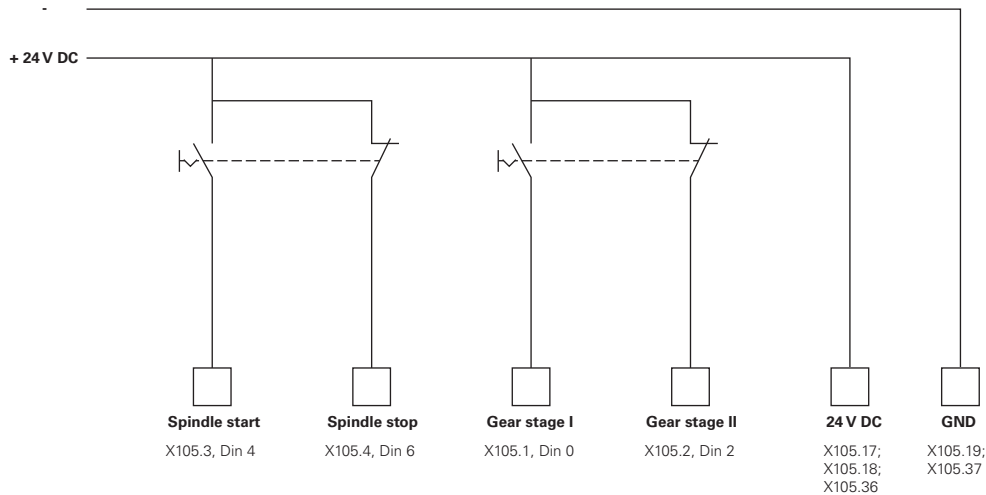 -
+ 24 V DC
Spindle start
X105.3, Din 4
Spindle stop
X105.4, Din 6
Gear stage I
X105.1, Din 0
Gear stage II
X105.2, Din 2
24 V DC
X105.17;
X105.18;
X105.36
GND
X105.19;
X105.37